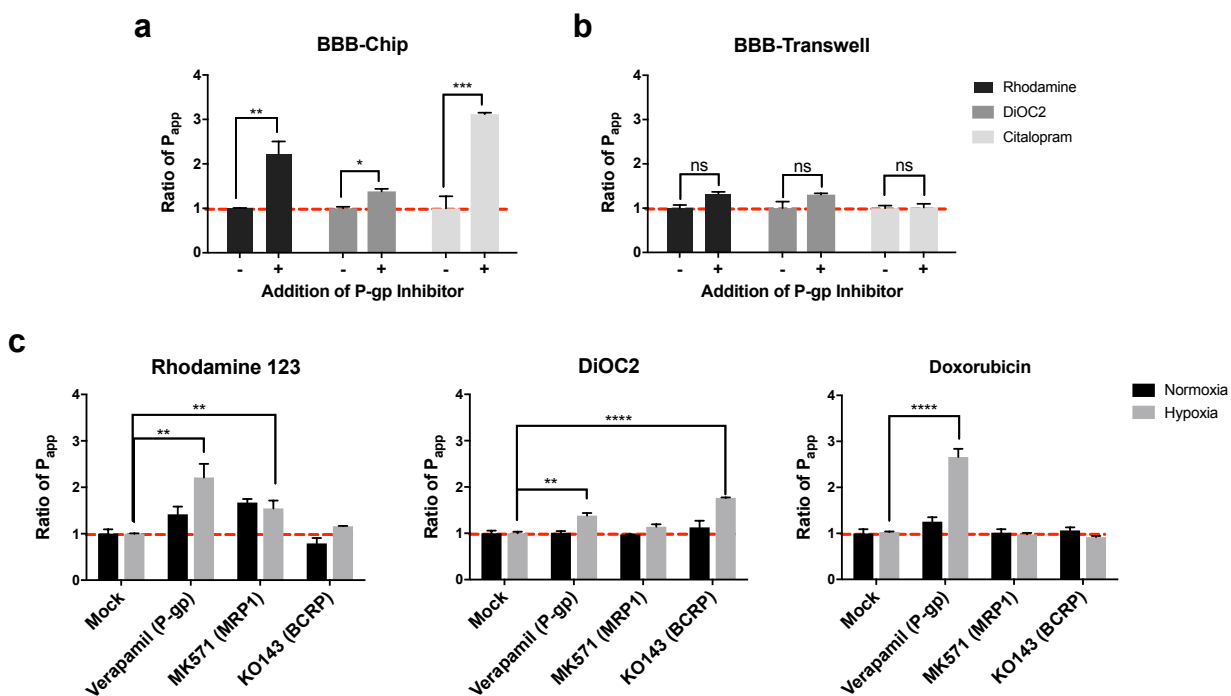 a
BBB-Chip
Ratio of Papp
4
3
2
1
0
**
*
***
- + - + - +
Addition of P-gp Inhibitor
b
BBB-Transwell
Ratio of Papp
4
3
2
1
0
ns ns ns
- + - + - +
Addition of P-gp Inhibitor
Rhodamine
DiOC2
Citalopram
c
Rhodamine 123
Ratio of Papp
4
3
2
1
0
**
**
Mock
Verapamil (P-gp)
MK571 (MRP1)
KO143 (BCRP)
DiOC2
Ratio of Papp
4
3
2
1
0
****
**
Mock
Verapamil (P-gp)
MK571 (MRP1)
KO143 (BCRP)
Doxorubicin
Ratio of Papp
4
3
2
1
0
****
Mock
Verapamil (P-gp)
MK571 (MRP1)
KO143 (BCRP)
Normoxia
Hypoxia